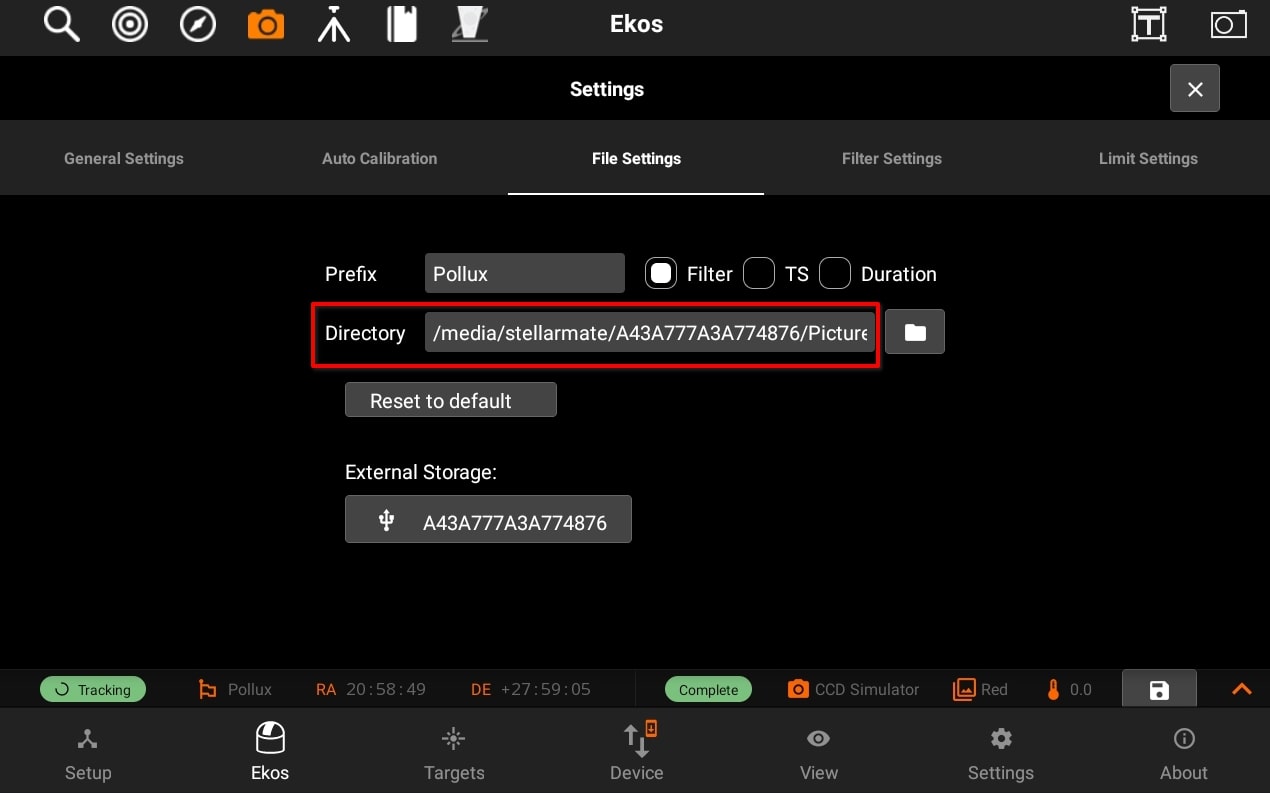 Ekos
Settings
General Settings Auto Calibration File Settings Filter Settings Limit Settings
Prefix Pollux Filter TS Duration
Directory /media/stellarmate/A43A777A3A774876/Picture
Reset to default
External Storage:
A43A777A3A774876
Tracking Pollux RA 20:58:49 DE +27:59:05 Complete CCD Simulator Red 0.0
Setup Ekos Targets Device View Settings About